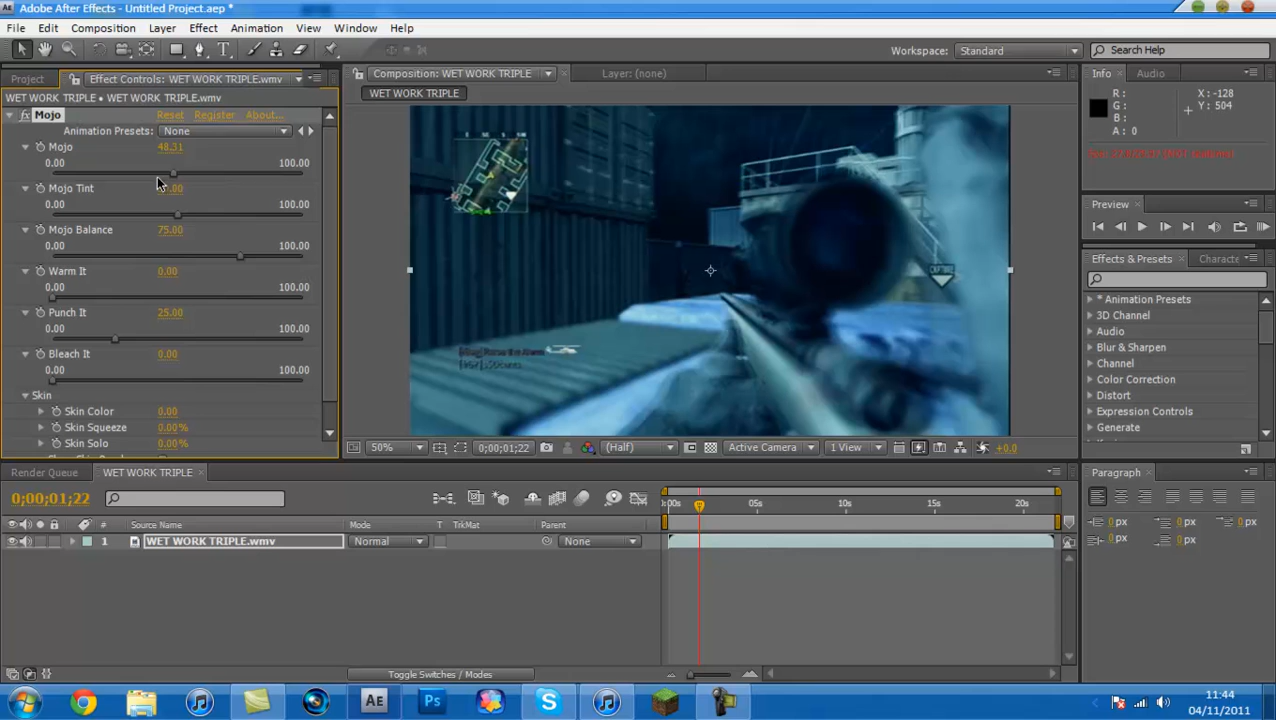 Adobe After Effects - Untitled Project.aep *
File Edit Composition Layer Effect Animation View Window Help
Workspace: Standard
Search Help
Project
Effect Controls: WET WORK TRIPLE.wmv
WET WORK TRIPLE • WET WORK TRIPLE.wmv
Mojo Reset Register About...
Animation Presets: None
Mojo 48.31
0.00 100.00
Mojo Tint
0.00 100.00
Mojo Balance 75.00
0.00 100.00
Warm It 0.00
0.00 100.00
Punch It 25.00
0.00 100.00
Bleach It 0.00
0.00 100.00
Skin
Skin Color 0.00
Skin Squeeze 0.00%
Skin Solo 0.00%
Composition: WET WORK TRIPLE
Layer: (none)
WET WORK TRIPLE
50% 0;00;01;22 (Half) Active Camera 1 View +0.0
Info Audio
R: X: -128
G: Y: 504
B:
A: 0
Preview
Effects & Presets Characte
* Animation Presets
3D Channel
Audio
Blur & Sharpen
Channel
Color Correction
Distort
Expression Controls
Generate
Render Queue
WET WORK TRIPLE
0;00;01;22
:00s 05s 10s 15s 20s
# Source Name Mode T TrkMat Parent
1 WET WORK TRIPLE.wmv Normal None
Toggle Switches / Modes
Paragraph
0 px 0 px 0 px
0 px 0 px
AE Ps
11:44
04/11/2011